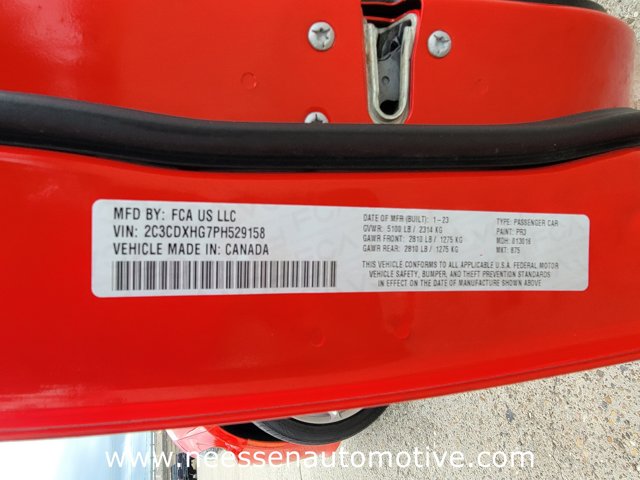 MFD BY: FCA US LLC
VIN: 2C3CDXHG7PH529158
VEHICLE MADE IN: CANADA
DATE OF MFR (BUILT): 1-23
GVWR: 5100 LB / 2314 KG
GAWR FRONT: 2810 LB / 1275 KG
GAWR REAR: 2810 LB / 1275 KG
TYPE: PASSENGER CAR
PAINT: PR3
MDH: 013016
MKT: 875
THIS VEHICLE CONFORMS TO ALL APPLICABLE U.S.A. FEDERAL MOTOR
VEHICLE SAFETY, BUMPER, AND THEFT PREVENTION STANDARDS
IN EFFECT ON THE DATE OF MANUFACTURE SHOWN ABOVE
www.neessenautomotive.com